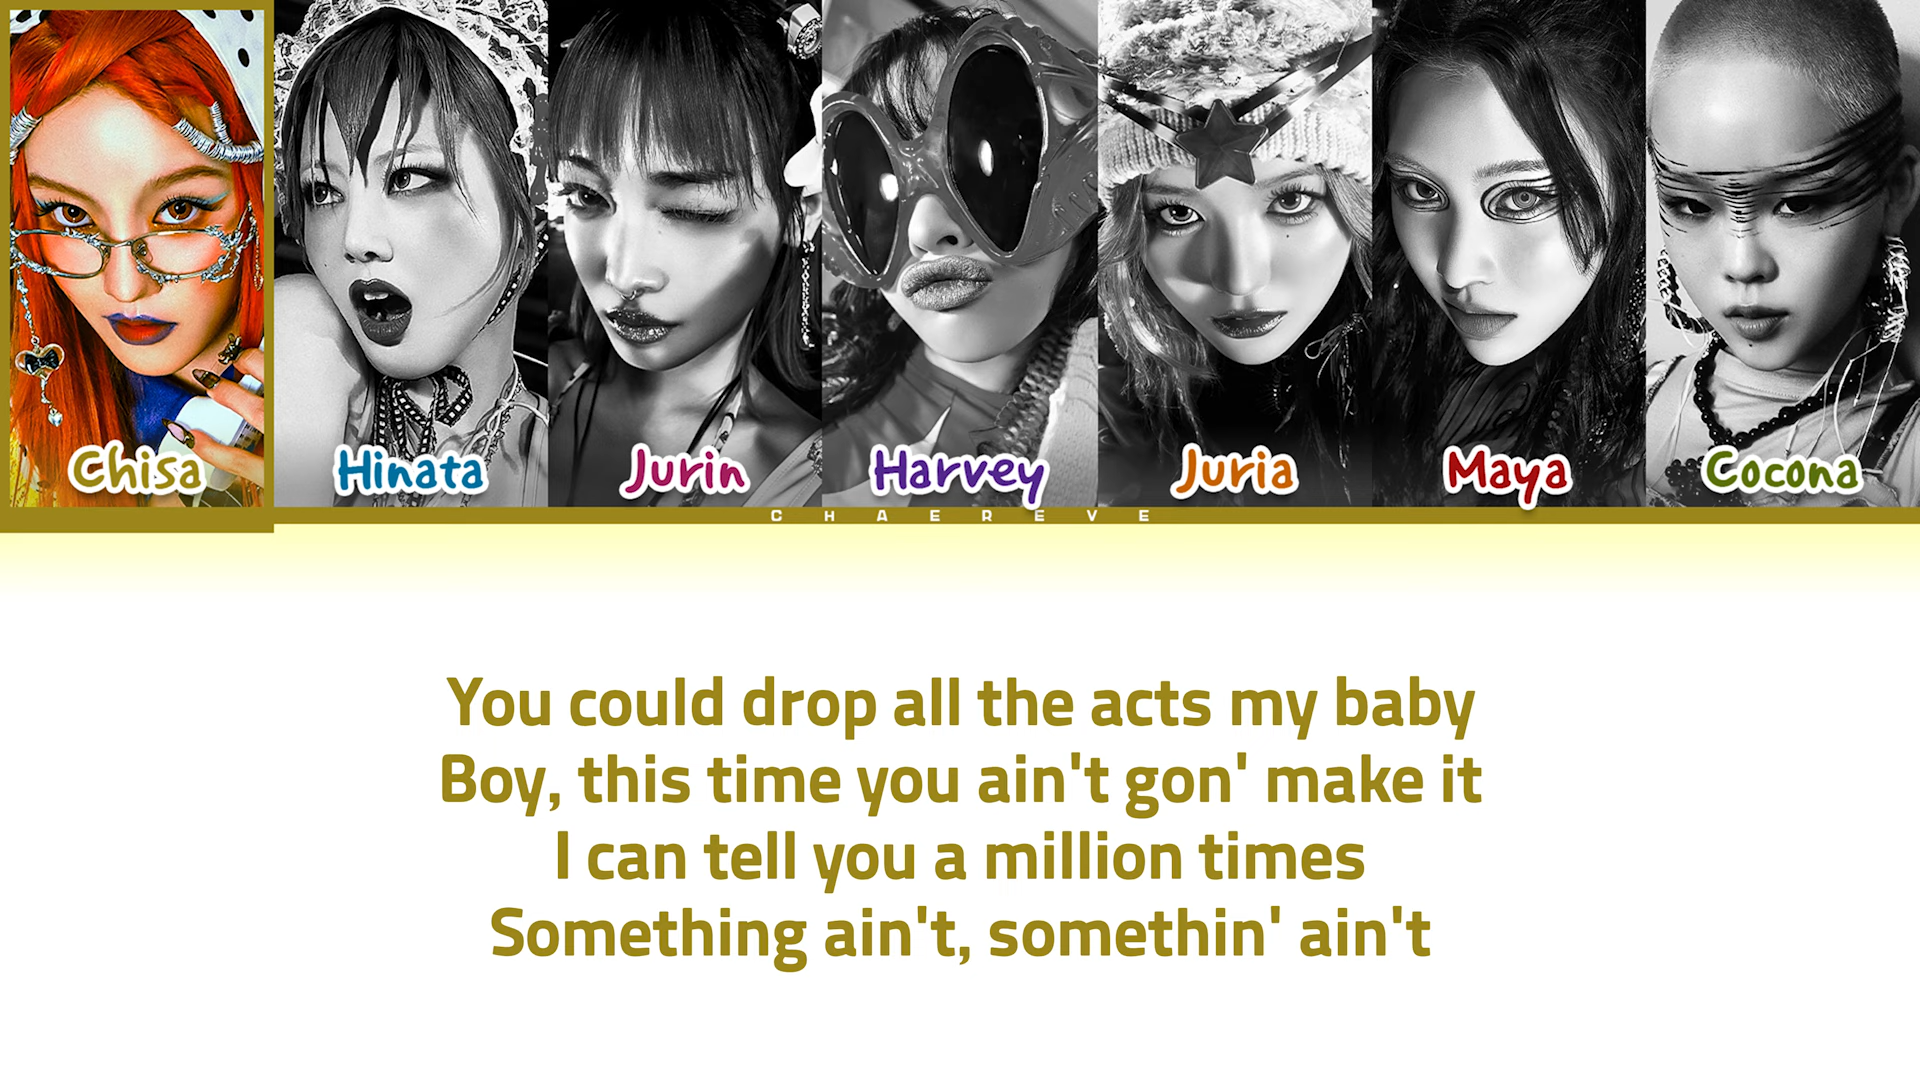 Chisa Hinata Jurin Harvey Juria Maya Cocona
CHAEREVE
You could drop all the acts my baby
Boy, this time you ain't gon' make it
I can tell you a million times
Something ain't, somethin' ain't